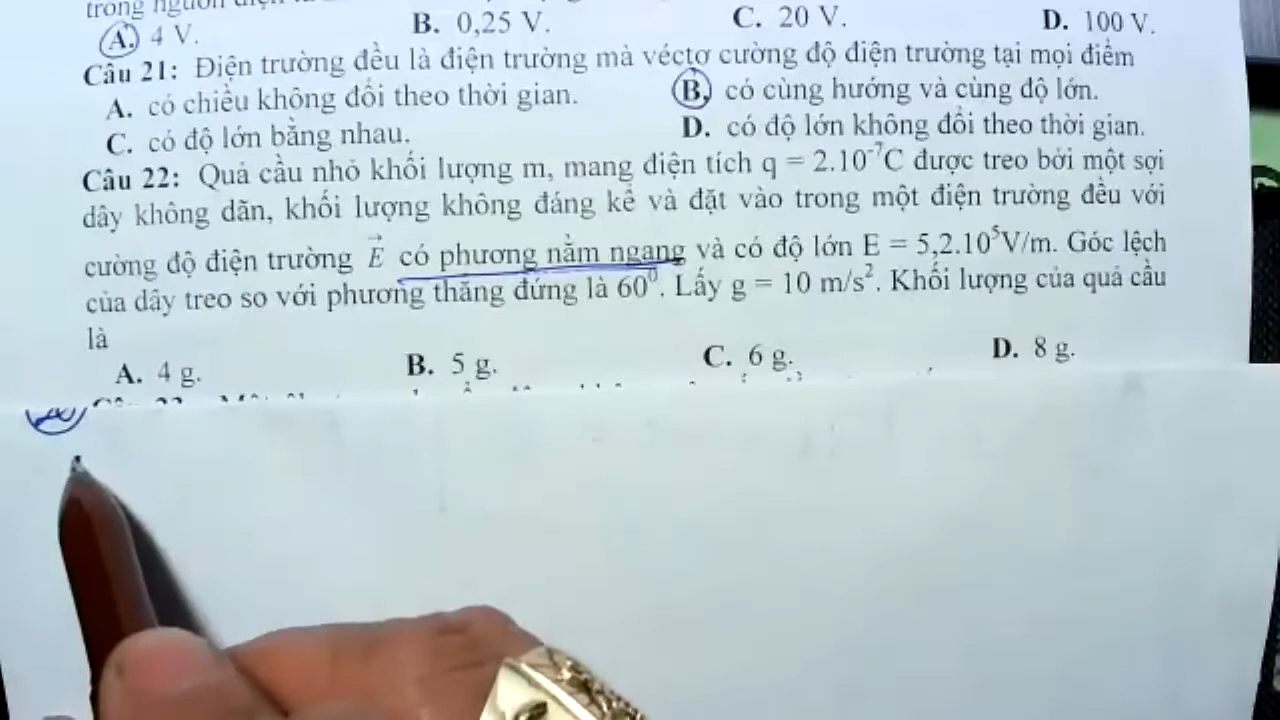 trong nguồn
A. 4 V. B. 0,25 V. C. 20 V. D. 100 V.
Câu 21: Điện trường đều là điện trường mà véctơ cường độ điện trường tại mọi điểm
A. có chiều không đổi theo thời gian. B. có cùng hướng và cùng độ lớn.
C. có độ lớn bằng nhau. D. có độ lớn không đổi theo thời gian.
Câu 22: Quả cầu nhỏ khối lượng m, mang điện tích q = 2.10⁻⁷C được treo bởi một sợi
dây không dãn, khối lượng không đáng kể và đặt vào trong một điện trường đều với
cường độ điện trường E⃗ có phương nằm ngang và có độ lớn E = 5,2.10⁵V/m. Góc lệch
của dây treo so với phương thẳng đứng là 60⁰. Lấy g = 10 m/s². Khối lượng của quả cầu
là
A. 4 g. B. 5 g. C. 6 g. D. 8 g.